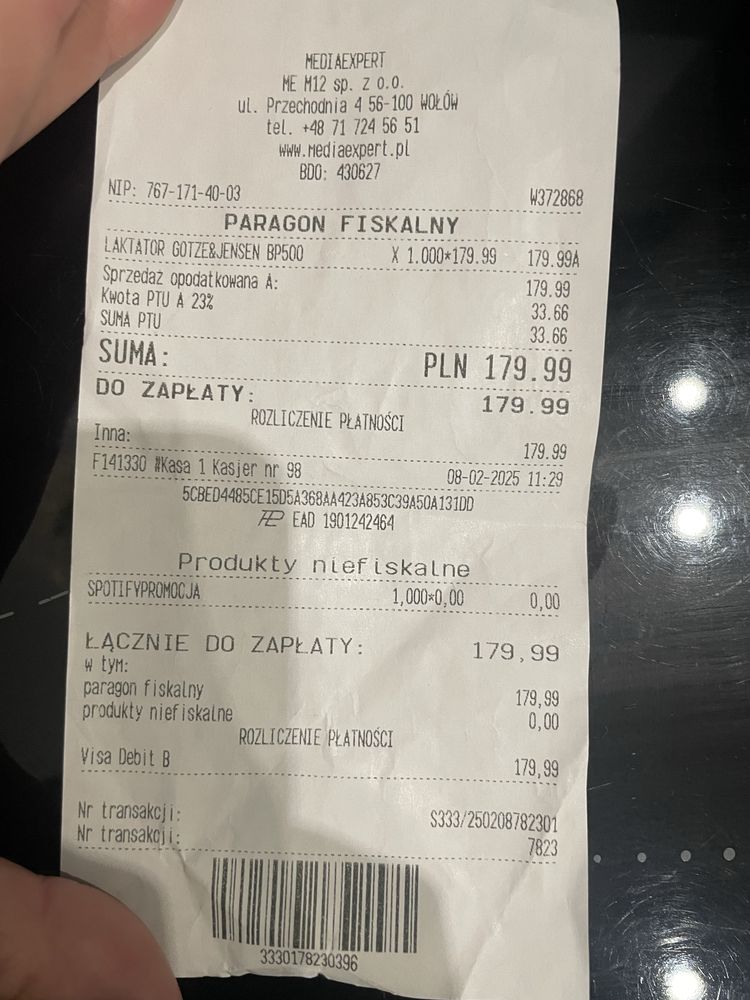 MEDIAEXPERT
ME M12 sp. z o.o.
ul. Przechodnia 4 56-100 WOŁÓW
tel. +48 71 724 56 51
www.mediaexpert.pl
BDO: 430627
NIP: 767-171-40-03 W372868
PARAGON FISKALNY
LAKTATOR GOTZE&JENSEN BP500 X 1.000*179.99 179.99A
Sprzedaż opodatkowana A: 179.99
Kwota PTU A 23% 33.66
SUMA PTU 33.66
SUMA: PLN 179.99
DO ZAPŁATY: 179.99
ROZLICZENIE PŁATNOŚCI
Inna: 179.99
F141330 #Kasa 1 Kasjer nr 98 08-02-2025 11:29
5CBED4485CE15D5A368AA423A853C39A50A131DD
EAD 1901242464
Produkty niefiskalne
SPOTIFYPROMOCJA 1,000*0,00 0,00
ŁĄCZNIE DO ZAPŁATY: 179,99
w tym:
paragon fiskalny 179,99
produkty niefiskalne 0,00
ROZLICZENIE PŁATNOŚCI
Visa Debit B 179,99
Nr transakcji: S333/250208782301
Nr transakcji: 7823
3330178230396